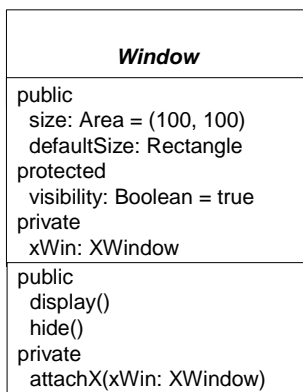 Window
public
size: Area = (100, 100)
defaultSize: Rectangle
protected
visibility: Boolean = true
private
xWin: XWindow
public
display()
hide()
private
attachX(xWin: XWindow)